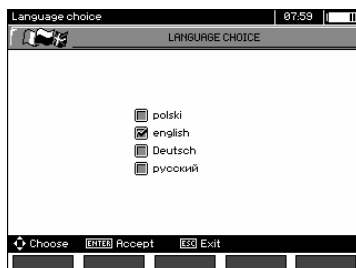 Language choice 07:59
LANGUAGE CHOICE
polski
english
Deutsch
русский
Choose ENTER Accept ESC Exit